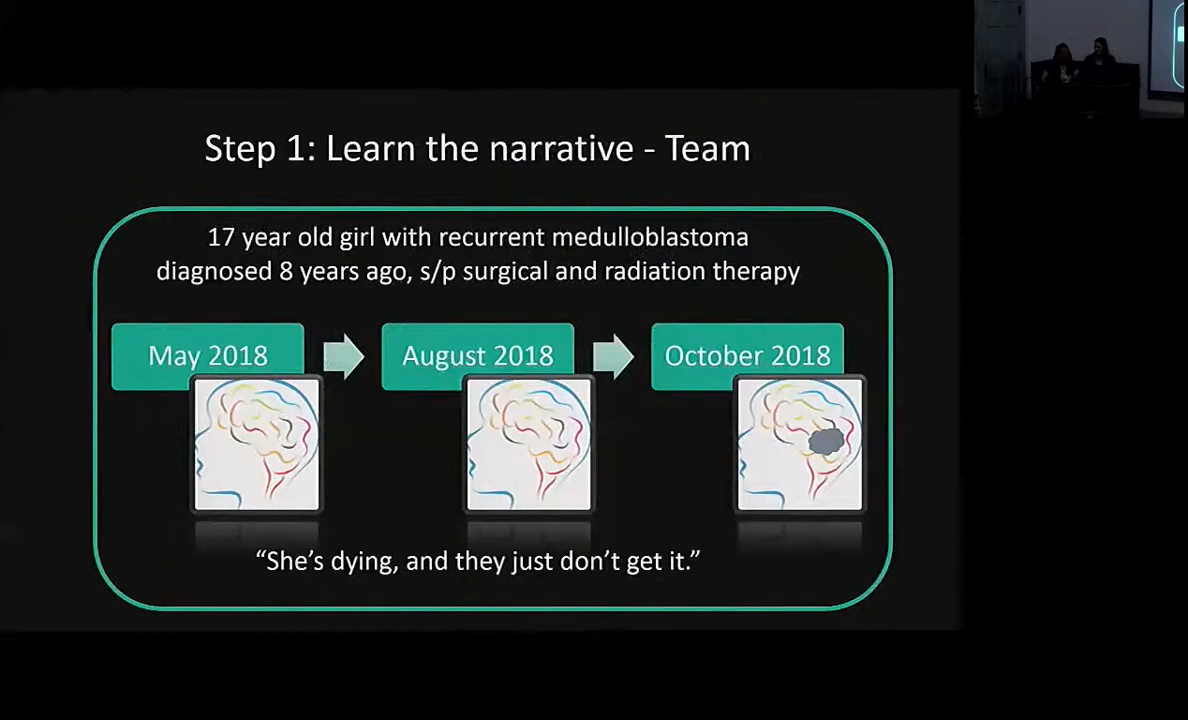 Step 1: Learn the narrative - Team
17 year old girl with recurrent medulloblastoma
diagnosed 8 years ago, s/p surgical and radiation therapy
May 2018
August 2018
October 2018
“She’s dying, and they just don’t get it.”